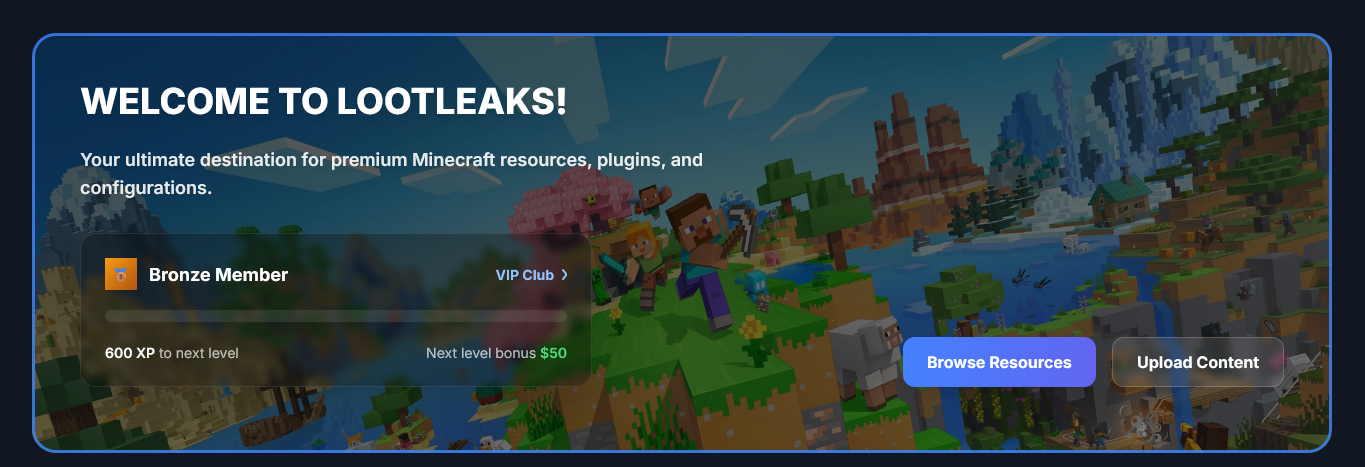 WELCOME TO LOOTLEAKS!
Your ultimate destination for premium Minecraft resources, plugins, and
configurations.
Bronze Member
VIP Club
600 XP to next level
Next level bonus $50
Browse Resources
Upload Content